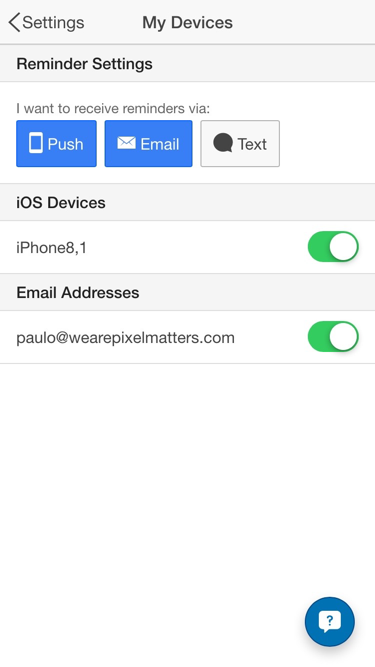 Settings My Devices
Reminder Settings
I want to receive reminders via:
Push Email Text
iOS Devices
iPhone8,1
Email Addresses
paulo@wearepixelmatters.com
?